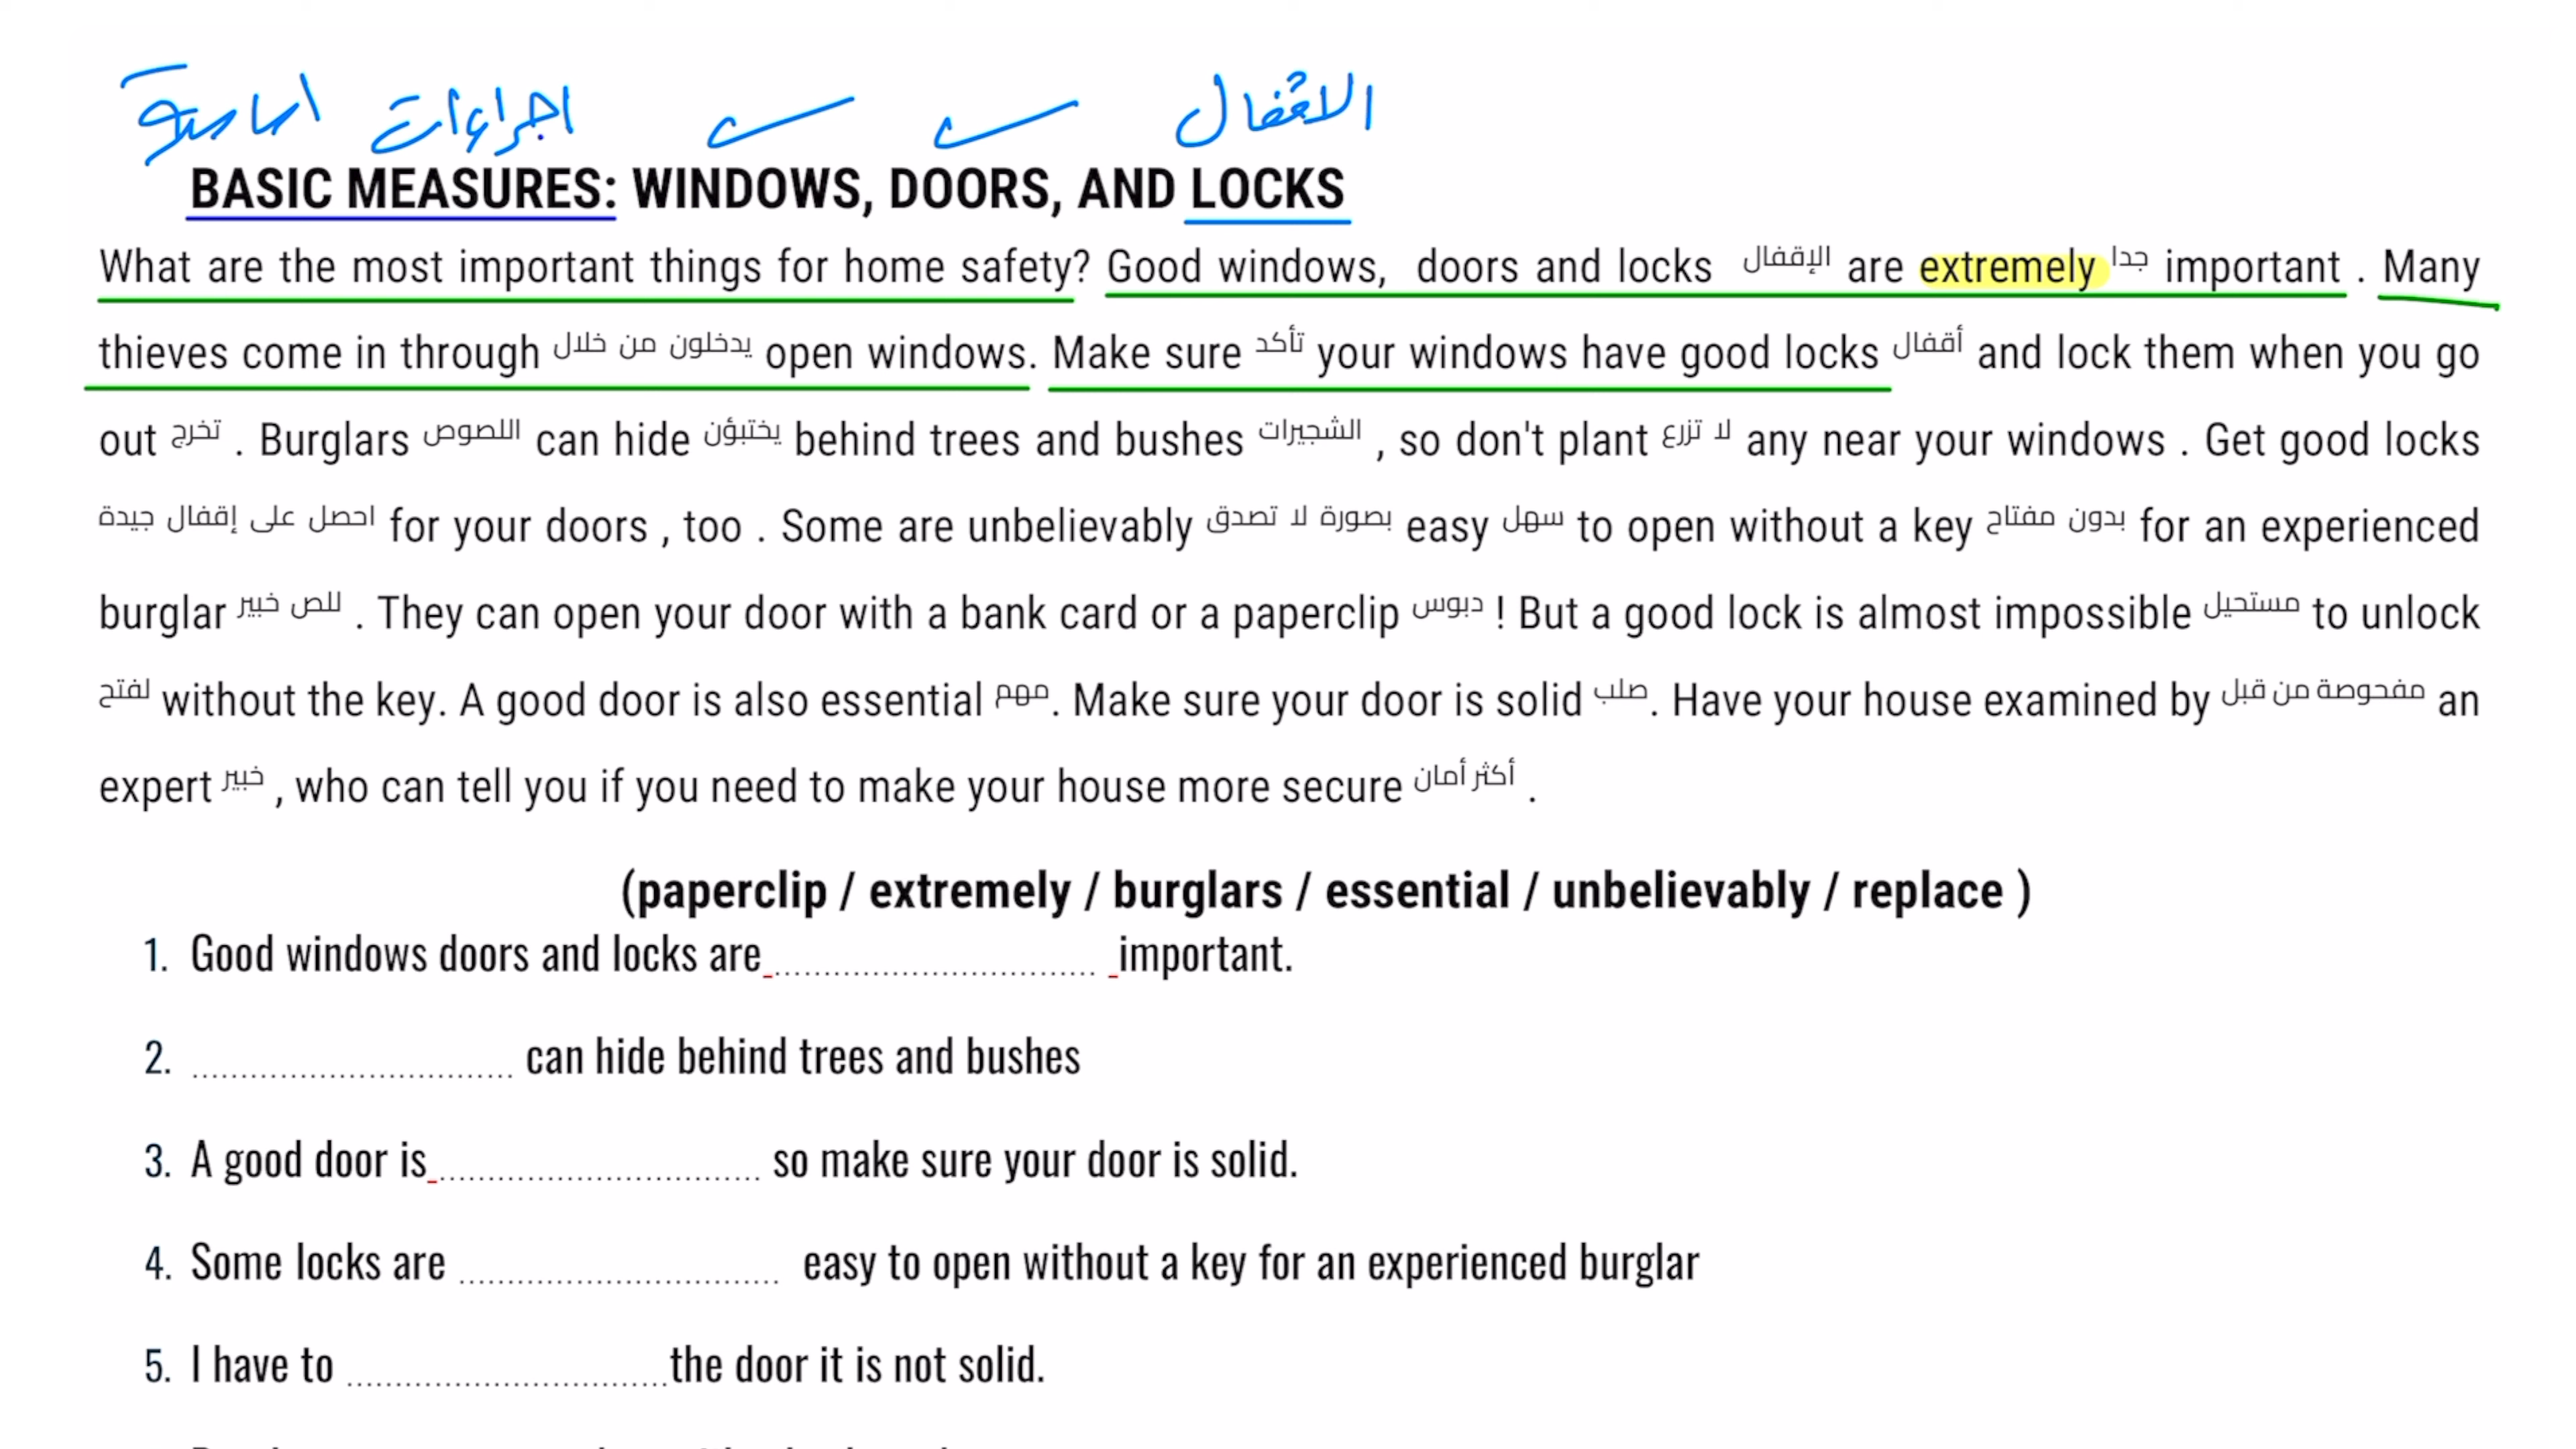 اساسية اجراءات الاقفال
BASIC MEASURES: WINDOWS, DOORS, AND LOCKS
What are the most important things for home safety? Good windows, doors and locks الإقفال are extremely جدا important . Many
thieves come in through يدخلون من خلال open windows. Make sure تأكد your windows have good locks أقفال and lock them when you go
out تخرج . Burglars اللصوص can hide يختبؤن behind trees and bushes الشجيرات , so don't plant لا تزرع any near your windows . Get good locks
احصل على إقفال جيدة for your doors , too . Some are unbelievably بصورة لا تصدق easy سهل to open without a key بدون مفتاح for an experienced
burglar للص خبير . They can open your door with a bank card or a paperclip دبوس ! But a good lock is almost impossible مستحيل to unlock
لفتح without the key. A good door is also essential مهم. Make sure your door is solid صلب. Have your house examined by مفحوصة من قبل an
expert خبير , who can tell you if you need to make your house more secure أكثر أمان .
(paperclip / extremely / burglars / essential / unbelievably / replace )
1. Good windows doors and locks are ................................ important.
2. ................................ can hide behind trees and bushes
3. A good door is ................................ so make sure your door is solid.
4. Some locks are ................................ easy to open without a key for an experienced burglar
5. I have to ................................ the door it is not solid.